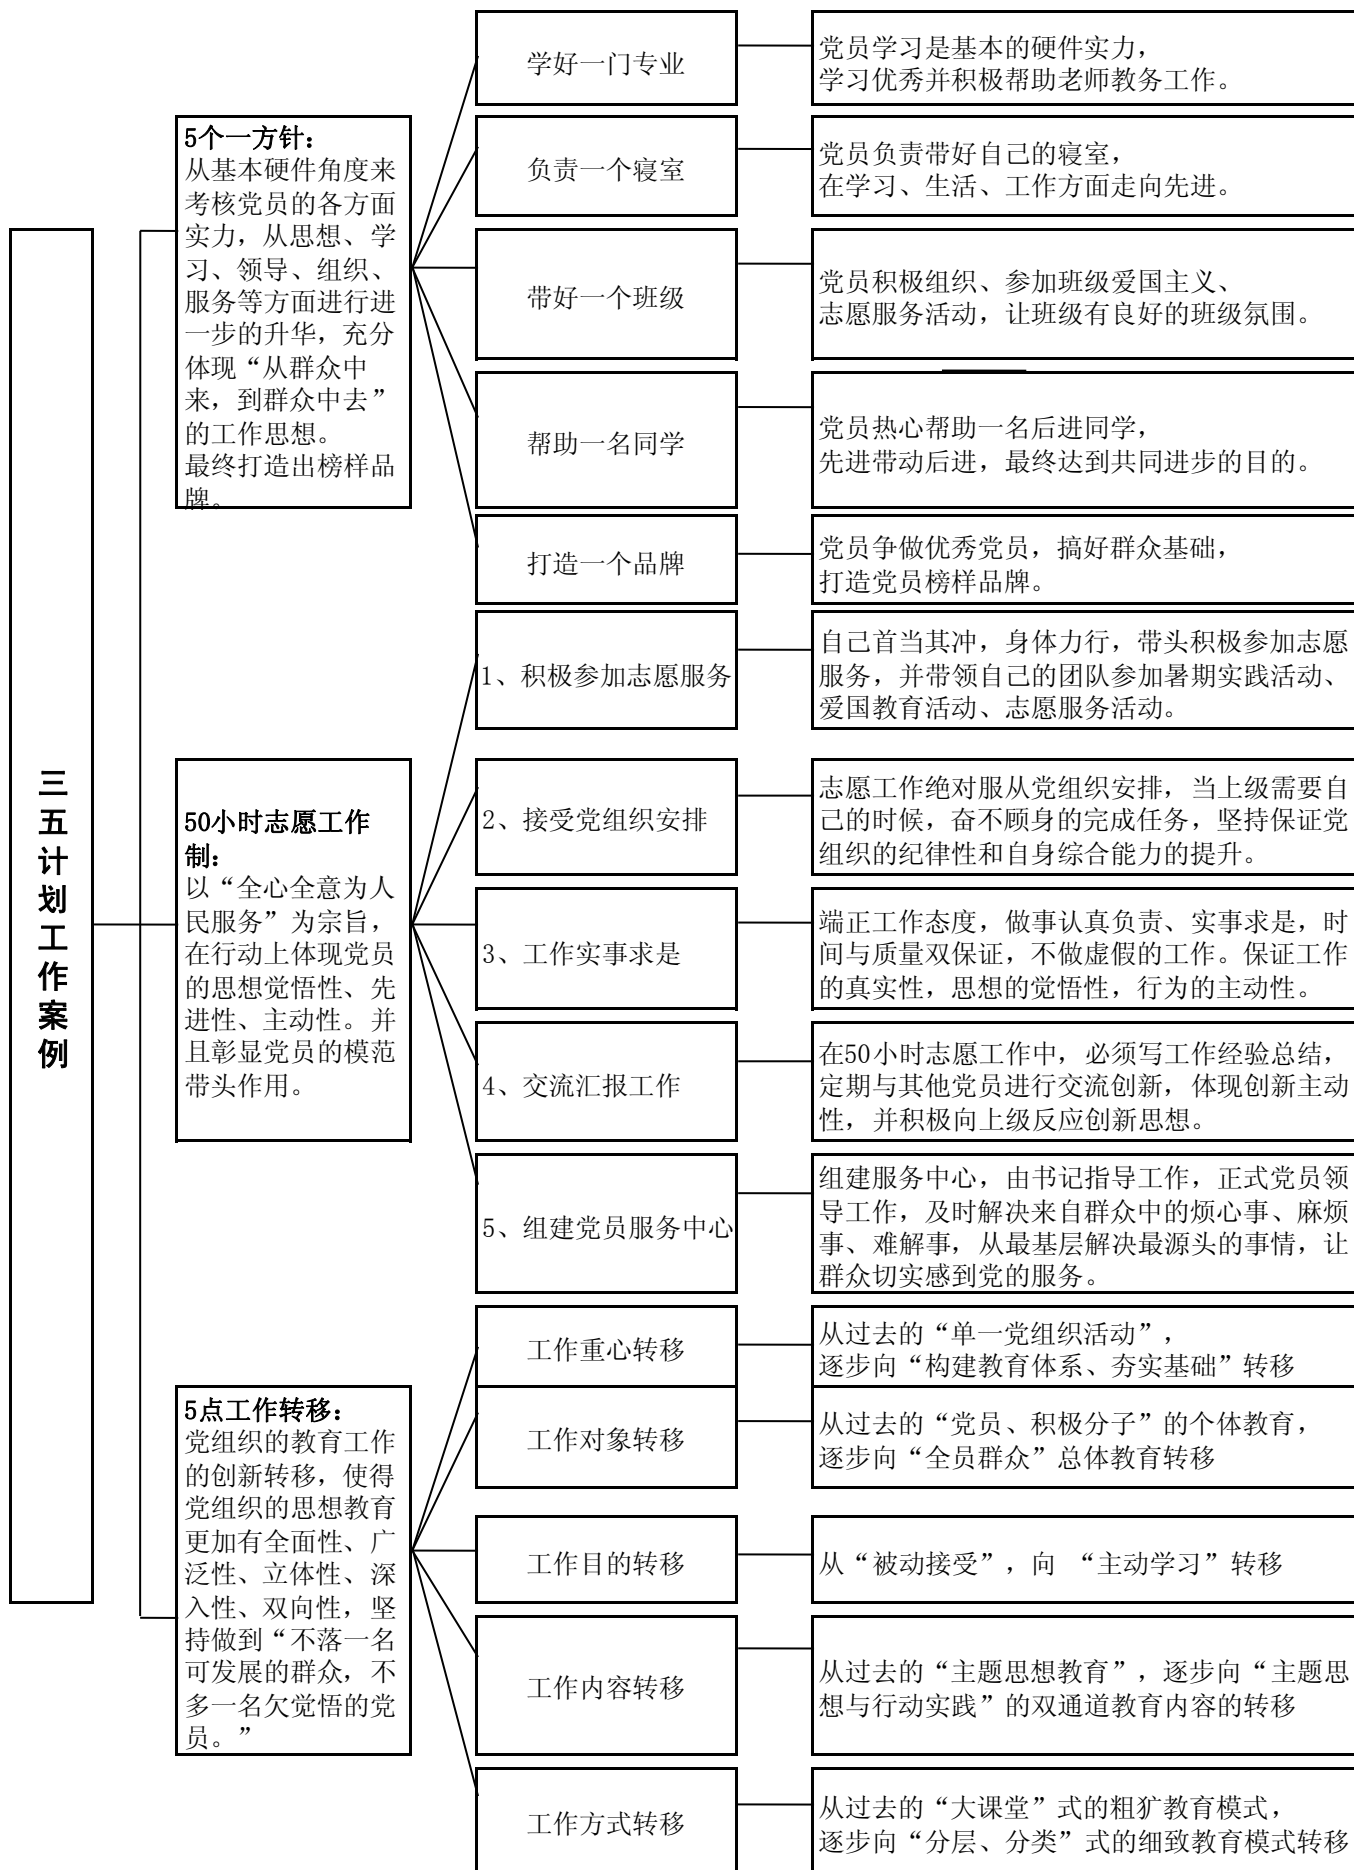 三五计划工作案例
5个一方针：
从基本硬件角度来
考核党员的各方面
实力，从思想、学
习、领导、组织、
服务等方面进行进
一步的升华，充分
体现“从群众中
来，到群众中去”
的工作思想。
最终打造出榜样品
牌。
学好一门专业
党员学习是基本的硬件实力，
学习优秀并积极帮助老师教务工作。
负责一个寝室
党员负责带好自己的寝室，
在学习、生活、工作方面走向先进。
带好一个班级
党员积极组织、参加班级爱国主义、
志愿服务活动，让班级有良好的班级氛围。
帮助一名同学
党员热心帮助一名后进同学，
先进带动后进，最终达到共同进步的目的。
打造一个品牌
党员争做优秀党员，搞好群众基础，
打造党员榜样品牌。
50小时志愿工作
制：
以“全心全意为人
民服务”为宗旨，
在行动上体现党员
的思想觉悟性、先
进性、主动性。并
且彰显党员的模范
带头作用。
1、积极参加志愿服务
自己首当其冲，身体力行，带头积极参加志愿
服务，并带领自己的团队参加暑期实践活动、
爱国教育活动、志愿服务活动。
2、接受党组织安排
志愿工作绝对服从党组织安排，当上级需要自
己的时候，奋不顾身的完成任务，坚持保证党
组织的纪律性和自身综合能力的提升。
3、工作实事求是
端正工作态度，做事认真负责、实事求是，时
间与质量双保证，不做虚假的工作。保证工作
的真实性，思想的觉悟性，行为的主动性。
4、交流汇报工作
在50小时志愿工作中，必须写工作经验总结，
定期与其他党员进行交流创新，体现创新主动
性，并积极向上级反应创新思想。
5、组建党员服务中心
组建服务中心，由书记指导工作，正式党员领
导工作，及时解决来自群众中的烦心事、麻烦
事、难解事，从最基层解决最源头的事情，让
群众切实感到党的服务。
5点工作转移：
党组织的教育工作
的创新转移，使得
党组织的思想教育
更加有全面性、广
泛性、立体性、深
入性、双向性，坚
持做到“不落一名
可发展的群众，不
多一名欠觉悟的党
员。”
工作重心转移
从过去的“单一党组织活动”，
逐步向“构建教育体系、夯实基础”转移
工作对象转移
从过去的“党员、积极分子”的个体教育，
逐步向“全员群众”总体教育转移
工作目的转移
从“被动接受”，向 “主动学习”转移
工作内容转移
从过去的“主题思想教育”，逐步向“主题思
想与行动实践”的双通道教育内容的转移
工作方式转移
从过去的“大课堂”式的粗犷教育模式，
逐步向“分层、分类”式的细致教育模式转移